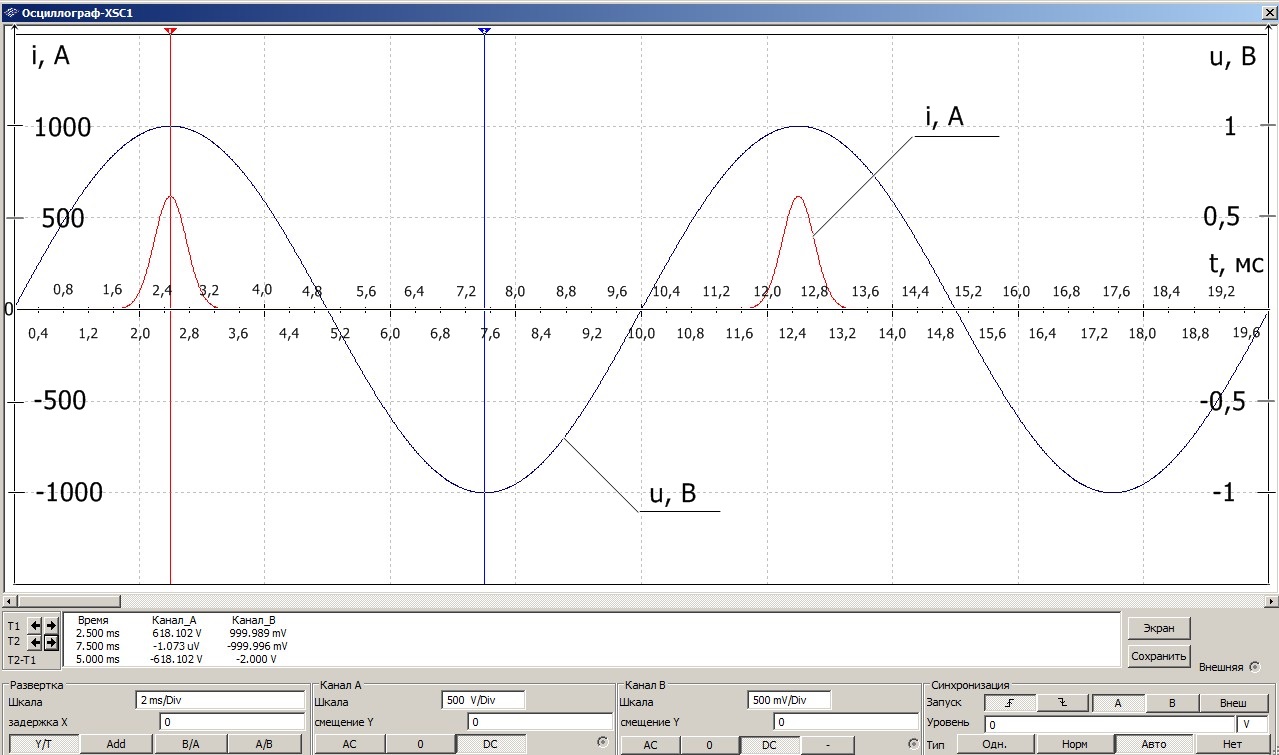 Осциллограф-XSC1
i, А
u, В
1000
1
i, А
500
0,5
t, мс
0,8 1,6 2,4 3,2 4,0 4,8 5,6 6,4 7,2 8,0 8,8 9,6 10,4 11,2 12,0 12,8 13,6 14,4 15,2 16,0 16,8 17,6 18,4 19,2
0
0,4 1,2 2,0 2,8 3,6 4,4 5,2 6,0 6,8 7,6 8,4 9,2 10,0 10,8 11,6 12,4 13,2 14,0 14,8 15,6 16,4 17,2 18,0 18,8 19,6
-500
-0,5
-1000
u, В
-1
Время Канал_A Канал_B
T1 2.500 ms 618.102 V 999.989 mV
T2 7.500 ms -1.073 uV -999.996 mV
T2-T1 5.000 ms -618.102 V -2.000 V
Экран
Сохранить
Внешняя
Развертка
Шкала 2 ms/Div
задержка X 0
Y/T Add B/A A/B
Канал A
Шкала 500 V/Div
смещение Y 0
AC 0 DC
Канал B
Шкала 500 mV/Div
смещение Y 0
AC 0 DC -
Синхронизация
Запуск A B Внеш
Уровень 0 V
Тип Одн. Норм Авто Нет